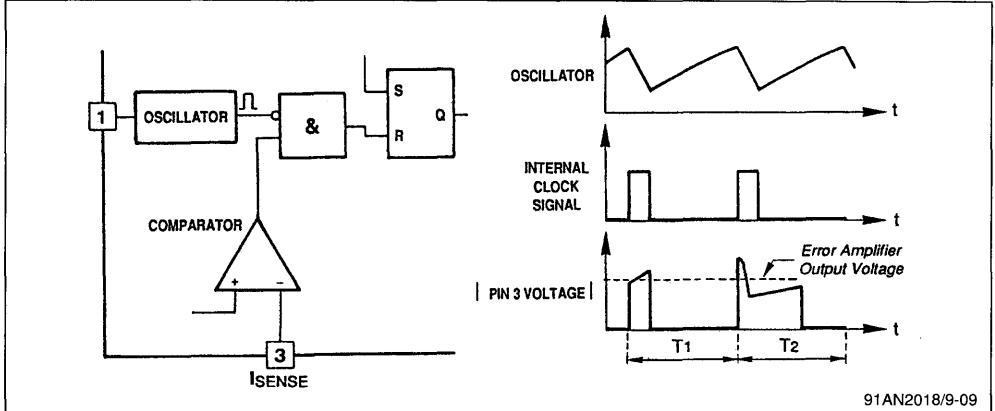 1
OSCILLATOR
&
S
R
Q
COMPARATOR
+
−
3
ISENSE
OSCILLATOR
t
INTERNAL
CLOCK
SIGNAL
t
Error Amplifier
Output Voltage
| PIN 3 VOLTAGE |
t
T1
T2
91AN2018/9-09